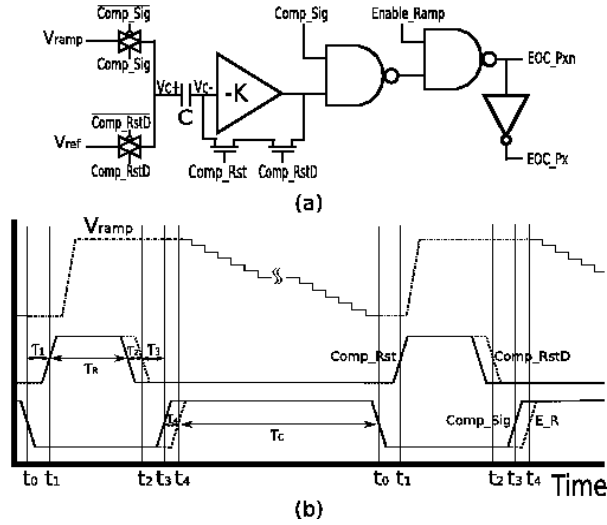 Comp_Sig
Vramp
Comp_Sig
Comp_RstD
Vref
Comp_RstD
Vc+
C
Vc-
-K
Comp_Rst Comp_RstD
Comp_Sig
Enable_Ramp
EOC_Pxn
EOC_Px
(a)
Vramp
T1
TR
T2
T3
Comp_Rst
Comp_RstD
T4
TC
Comp_Sig
E_R
t0 t1 t2 t3 t4 t0 t1 t2 t3 t4 Time
(b)